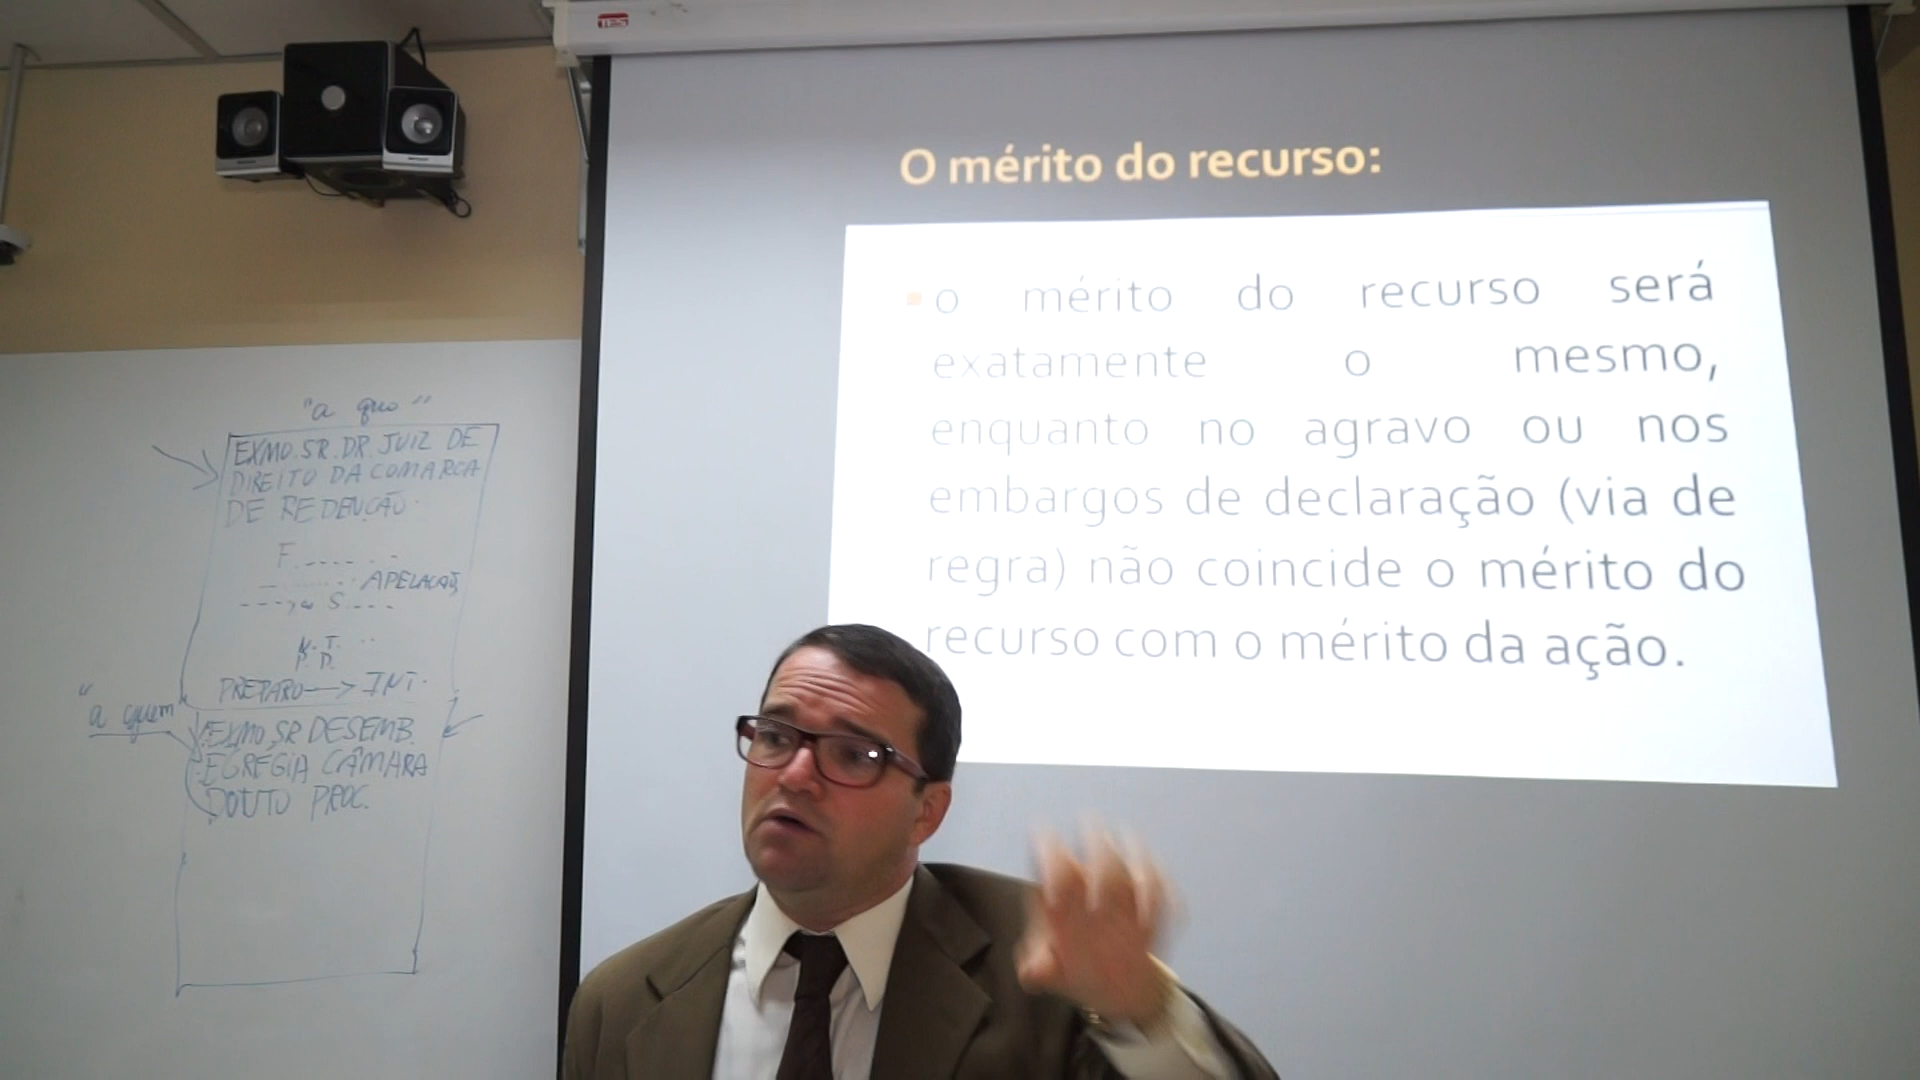 O mérito do recurso:
o mérito do recurso será
exatamente o mesmo,
enquanto no agravo ou nos
embargos de declaração (via de
regra) não coincide o mérito do
recurso com o mérito da ação.
"a quo"
EXMO. SR. DR. JUIZ DE
DIREITO DA COMARCA
DE REDENÇÃO.
F.......
........ APELAÇÃO,
S....
N.T. ..
P.D.
PREPARO → INT.
"a quem
EXMO SR DESEMB.
EGRÉGIA CÂMARA
DOUTO PROC.